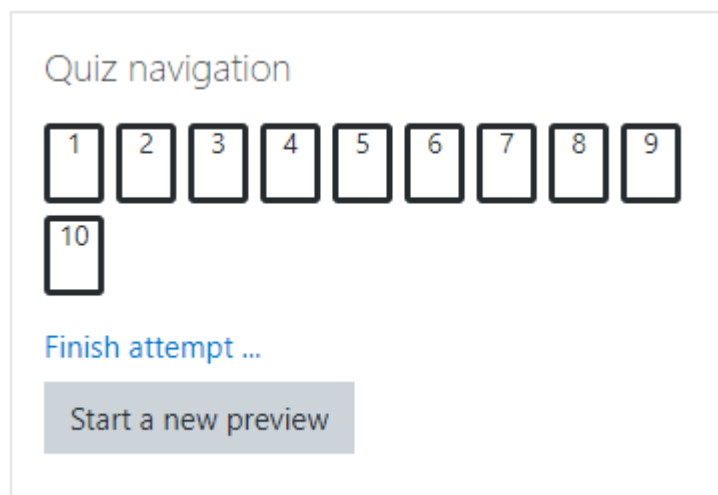 Quiz navigation
1 2 3 4 5 6 7 8 9
10
Finish attempt ...
Start a new preview